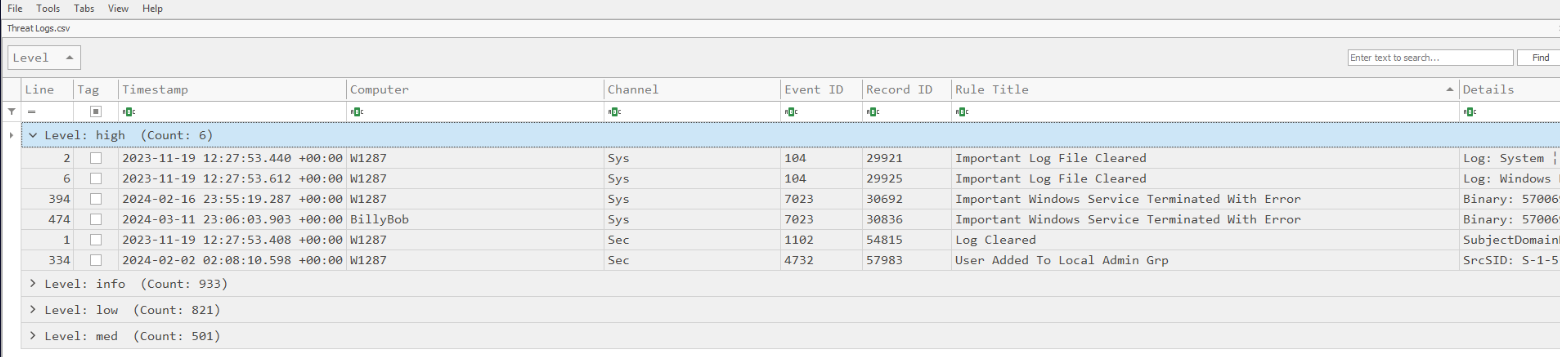 File Tools Tabs View Help
Threat Logs.csv
Level
Enter text to search... Find
Line Tag Timestamp Computer Channel Event ID Record ID Rule Title Details
Level: high (Count: 6)
2 2023-11-19 12:27:53.440 +00:00 W1287 Sys 104 29921 Important Log File Cleared Log: System ¦
6 2023-11-19 12:27:53.612 +00:00 W1287 Sys 104 29925 Important Log File Cleared Log: Windows
394 2024-02-16 23:55:19.287 +00:00 W1287 Sys 7023 30692 Important Windows Service Terminated With Error Binary: 57006
474 2024-03-11 23:06:03.903 +00:00 BillyBob Sys 7023 30836 Important Windows Service Terminated With Error Binary: 57006
1 2023-11-19 12:27:53.408 +00:00 W1287 Sec 1102 54815 Log Cleared SubjectDomain
334 2024-02-02 02:08:10.598 +00:00 W1287 Sec 4732 57983 User Added To Local Admin Grp SrcSID: S-1-5
Level: info (Count: 933)
Level: low (Count: 821)
Level: med (Count: 501)